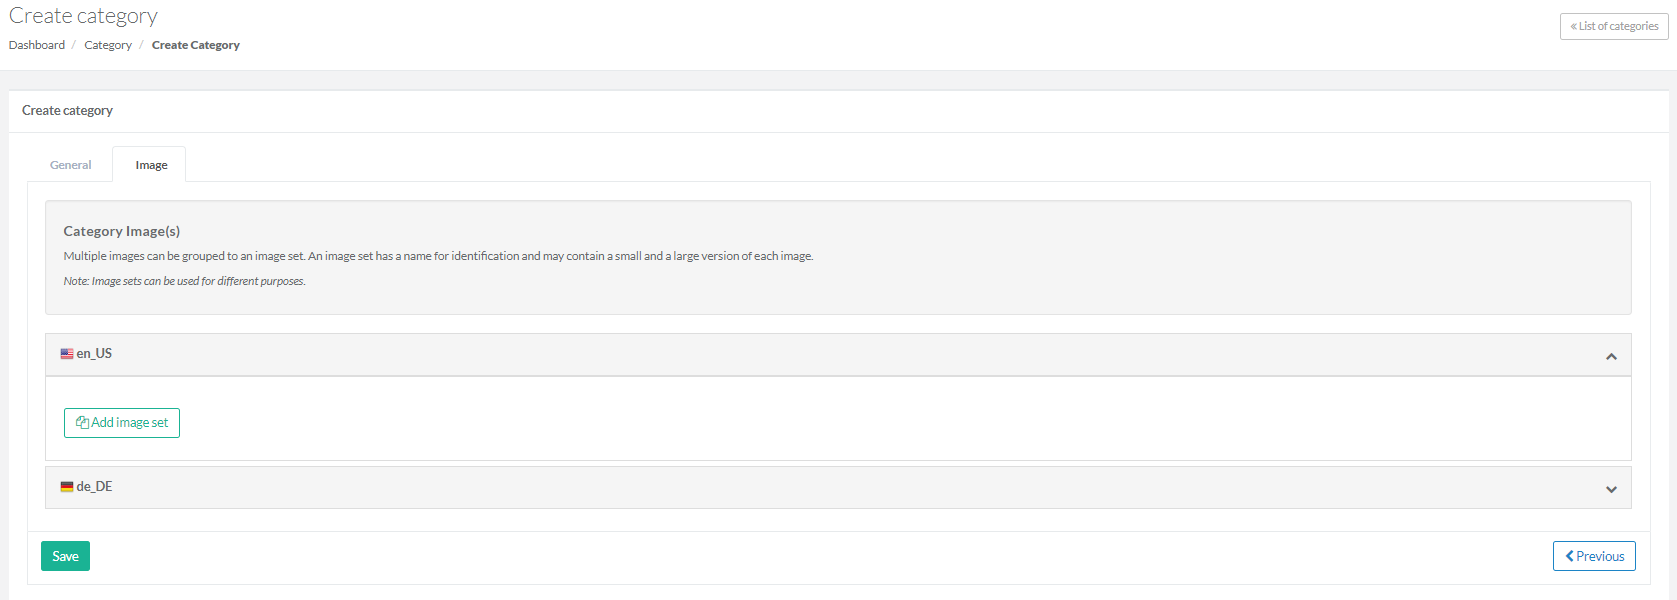 Create category
Dashboard / Category / Create Category
« List of categories
Create category
General Image
Category Image(s)
Multiple images can be grouped to an image set. An image set has a name for identification and may contain a small and a large version of each image.
Note: Image sets can be used for different purposes.
en_US
Add image set
de_DE
Save
Previous